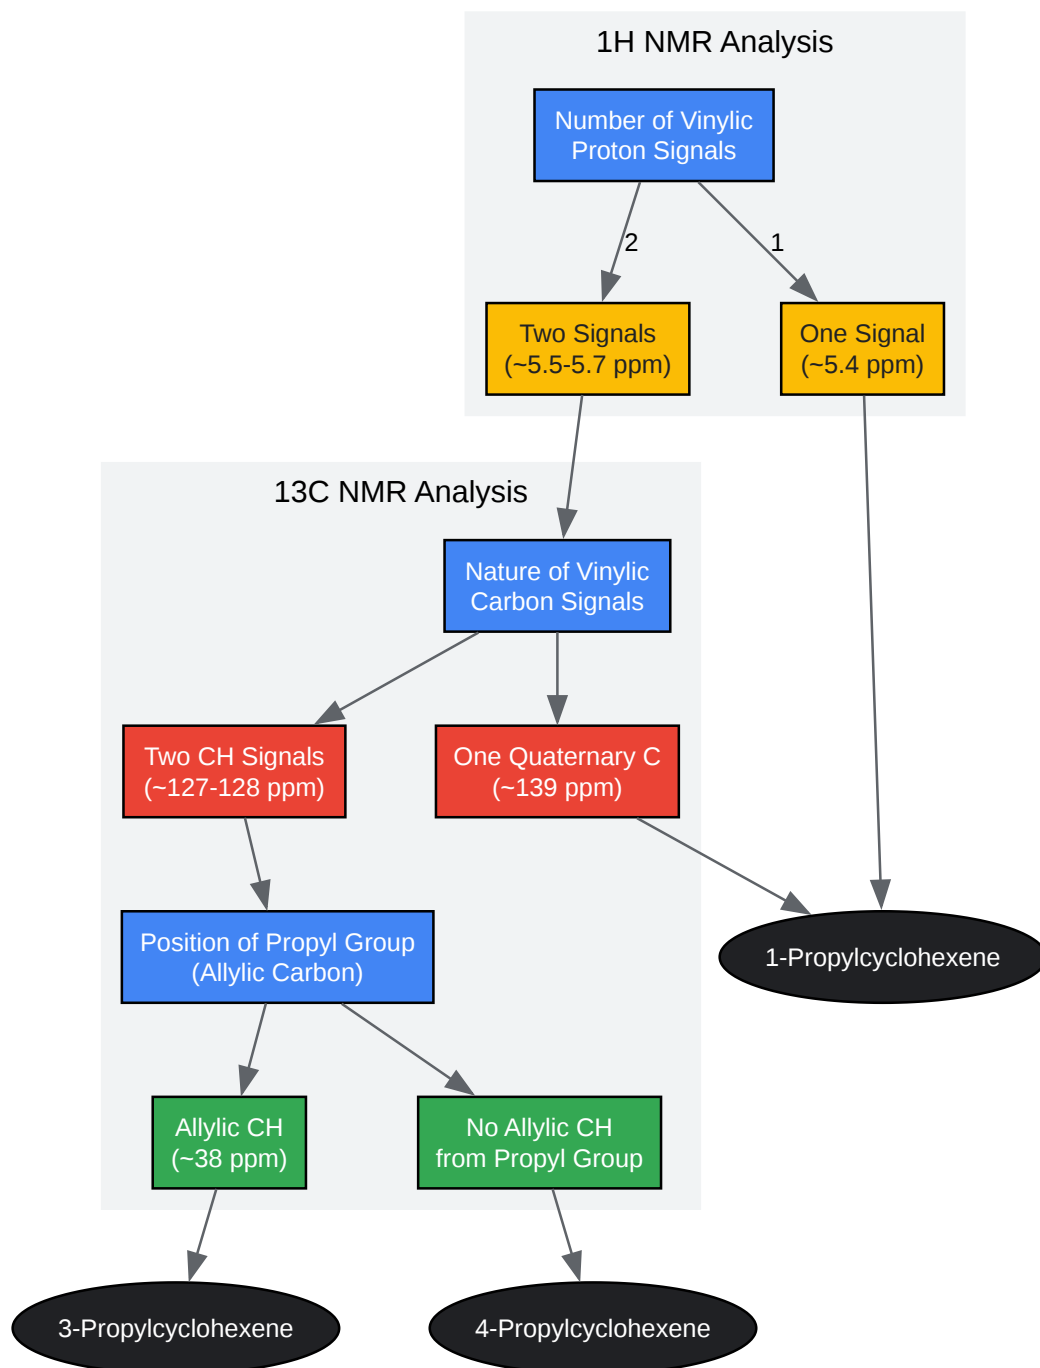 1H NMR Analysis
Number of Vinylic
Proton Signals
2
1
Two Signals
(~5.5-5.7 ppm)
One Signal
(~5.4 ppm)
13C NMR Analysis
Nature of Vinylic
Carbon Signals
Two CH Signals
(~127-128 ppm)
One Quaternary C
(~139 ppm)
Position of Propyl Group
(Allylic Carbon)
1-Propylcyclohexene
Allylic CH
(~38 ppm)
No Allylic CH
from Propyl Group
3-Propylcyclohexene
4-Propylcyclohexene